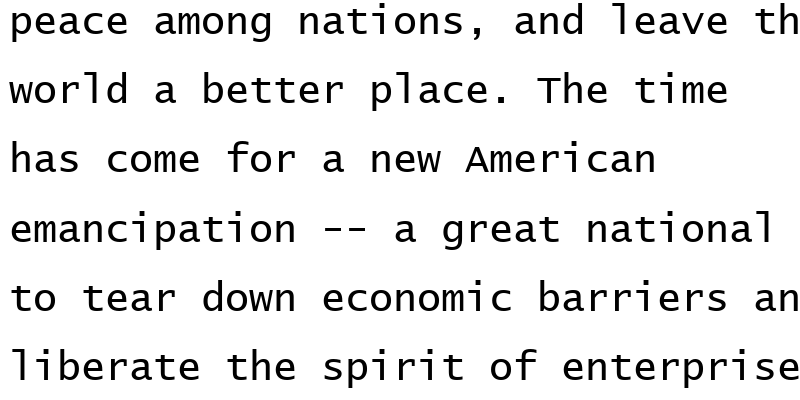 peace among nations, and leave th
world a better place. The time
has come for a new American
emancipation -- a great national
to tear down economic barriers an
liberate the spirit of enterprise